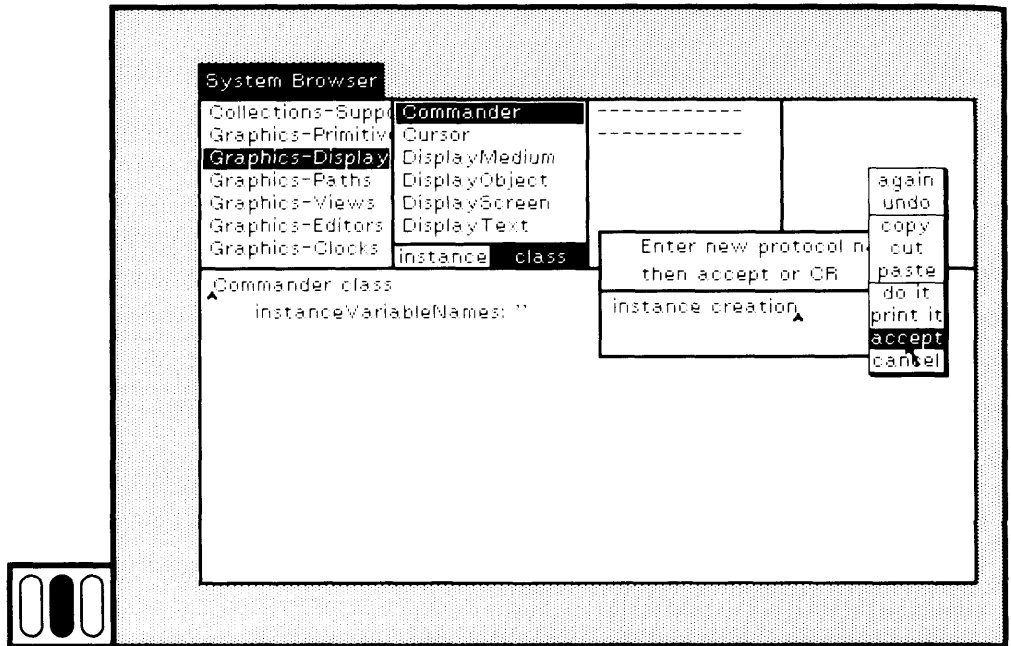 System Browser
Collections-Suppo
Graphics-Primitive
Graphics-Display
Graphics-Paths
Graphics-Views
Graphics-Editors
Graphics-Clocks
Commander
Cursor
DisplayMedium
DisplayObject
DisplayScreen
DisplayText
instance class
------------
------------
Commander class
instanceVariableNames: ''
Enter new protocol n
then accept or CR
instance creation
again
undo
copy
cut
paste
do it
print it
accept
cancel